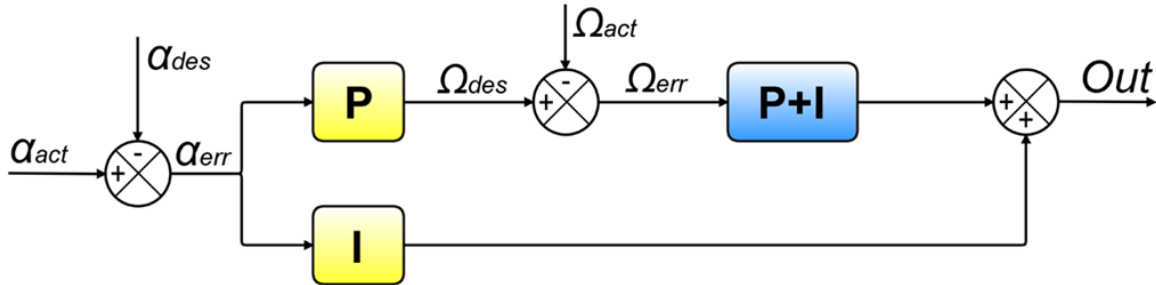 Ωact
αdes
Ωdes
Ωerr
Out
P
P+I
αact
αerr
I
-
+
-
+
+
+